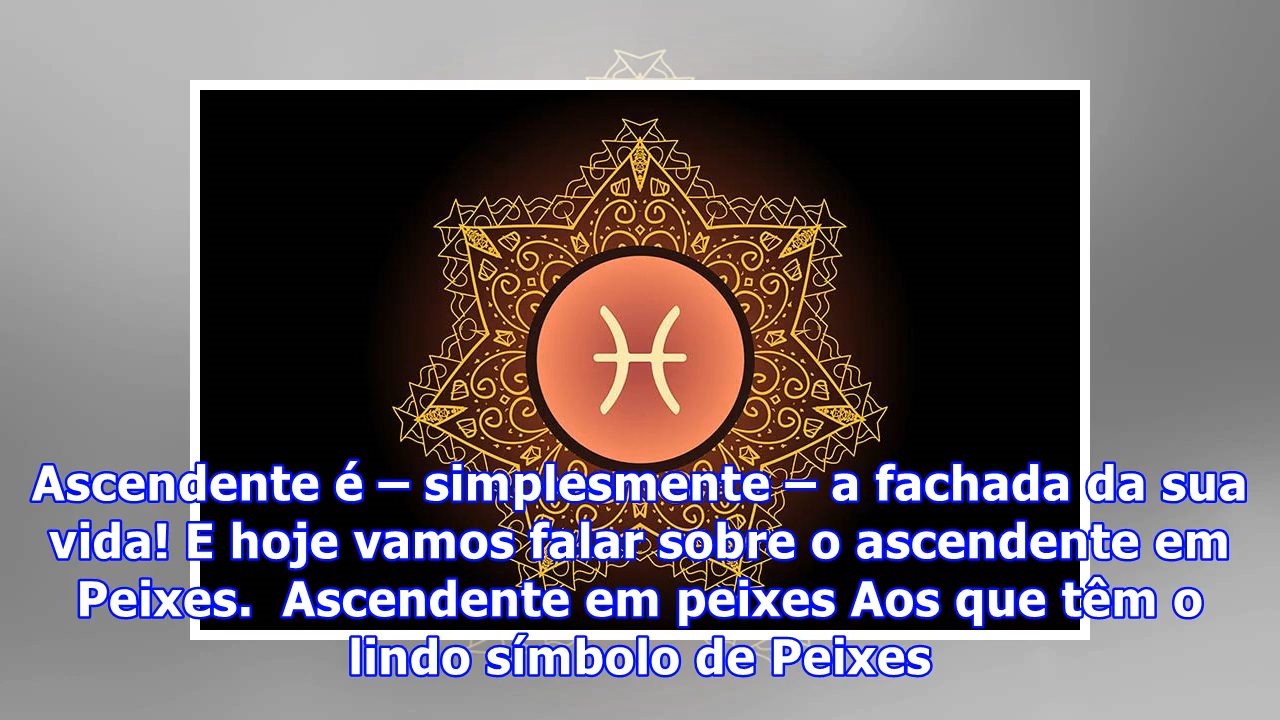 Ascendente é – simplesmente – a fachada da sua
vida! E hoje vamos falar sobre o ascendente em
Peixes.  Ascendente em peixes Aos que têm o
lindo símbolo de Peixes